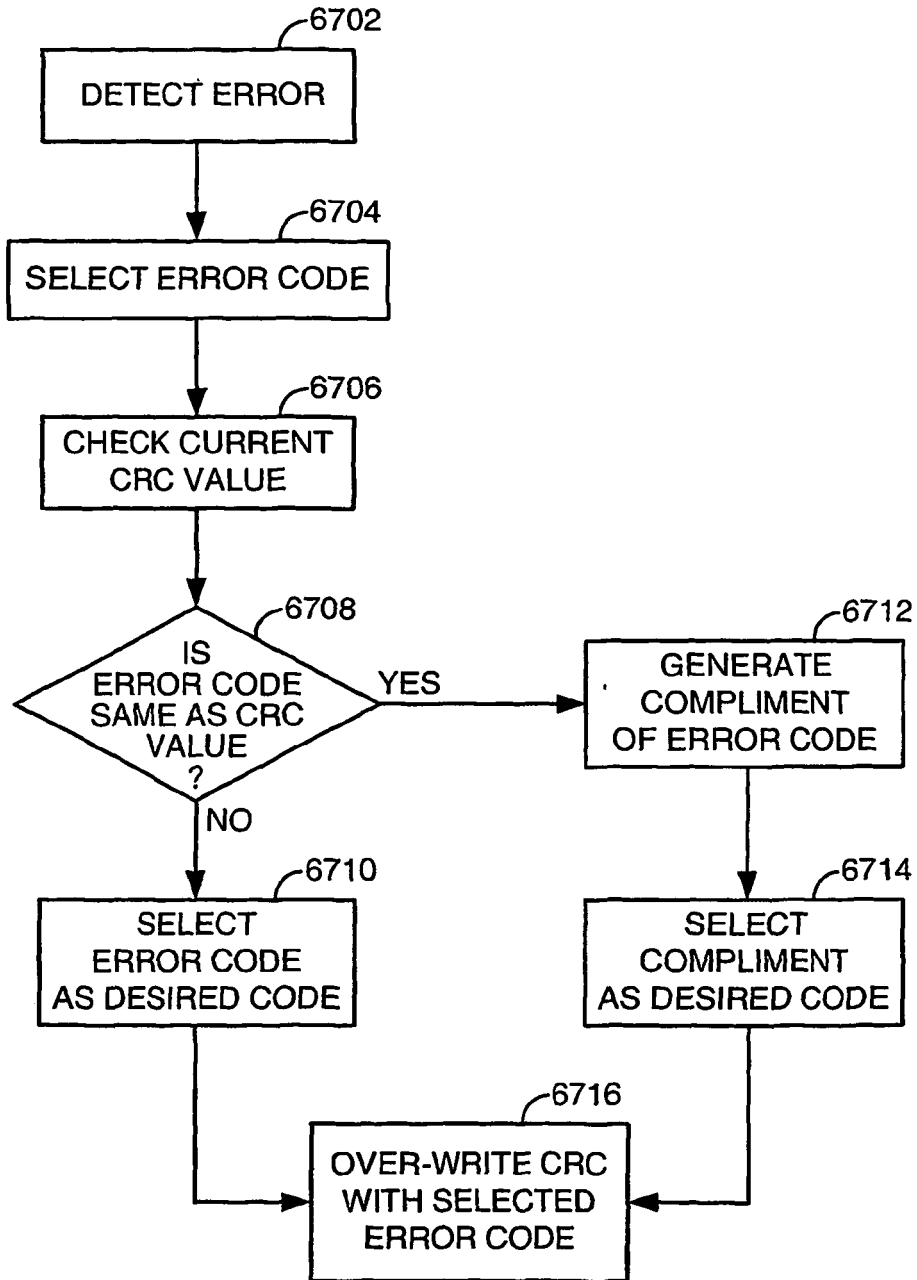 6702
DETECT ERROR
6704
SELECT ERROR CODE
6706
CHECK CURRENT
CRC VALUE
6708
IS
ERROR CODE
SAME AS CRC
VALUE
?
YES
NO
6712
GENERATE
COMPLIMENT
OF ERROR CODE
6710
SELECT
ERROR CODE
AS DESIRED CODE
6714
SELECT
COMPLIMENT
AS DESIRED CODE
6716
OVER-WRITE CRC
WITH SELECTED
ERROR CODE